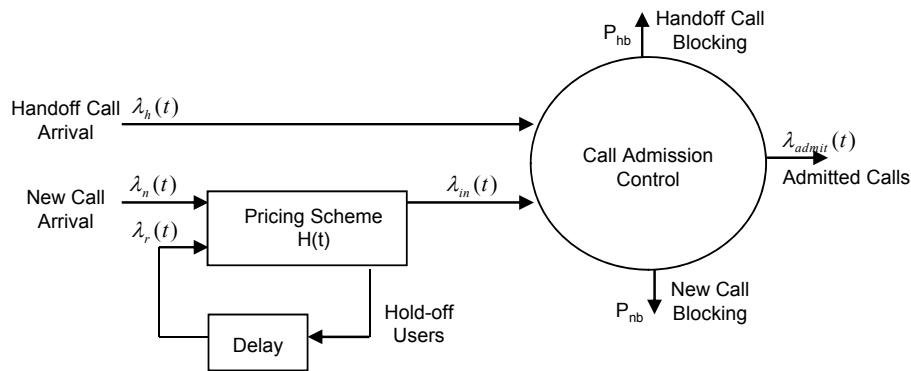 Handoff Call
Blocking
P_hb
Handoff Call
Arrival
λ_h(t)
Call Admission
Control
λ_admit(t)
Admitted Calls
New Call
Arrival
λ_n(t)
λ_r(t)
Pricing Scheme
H(t)
λ_in(t)
Hold-off
Users
Delay
P_nb
New Call
Blocking